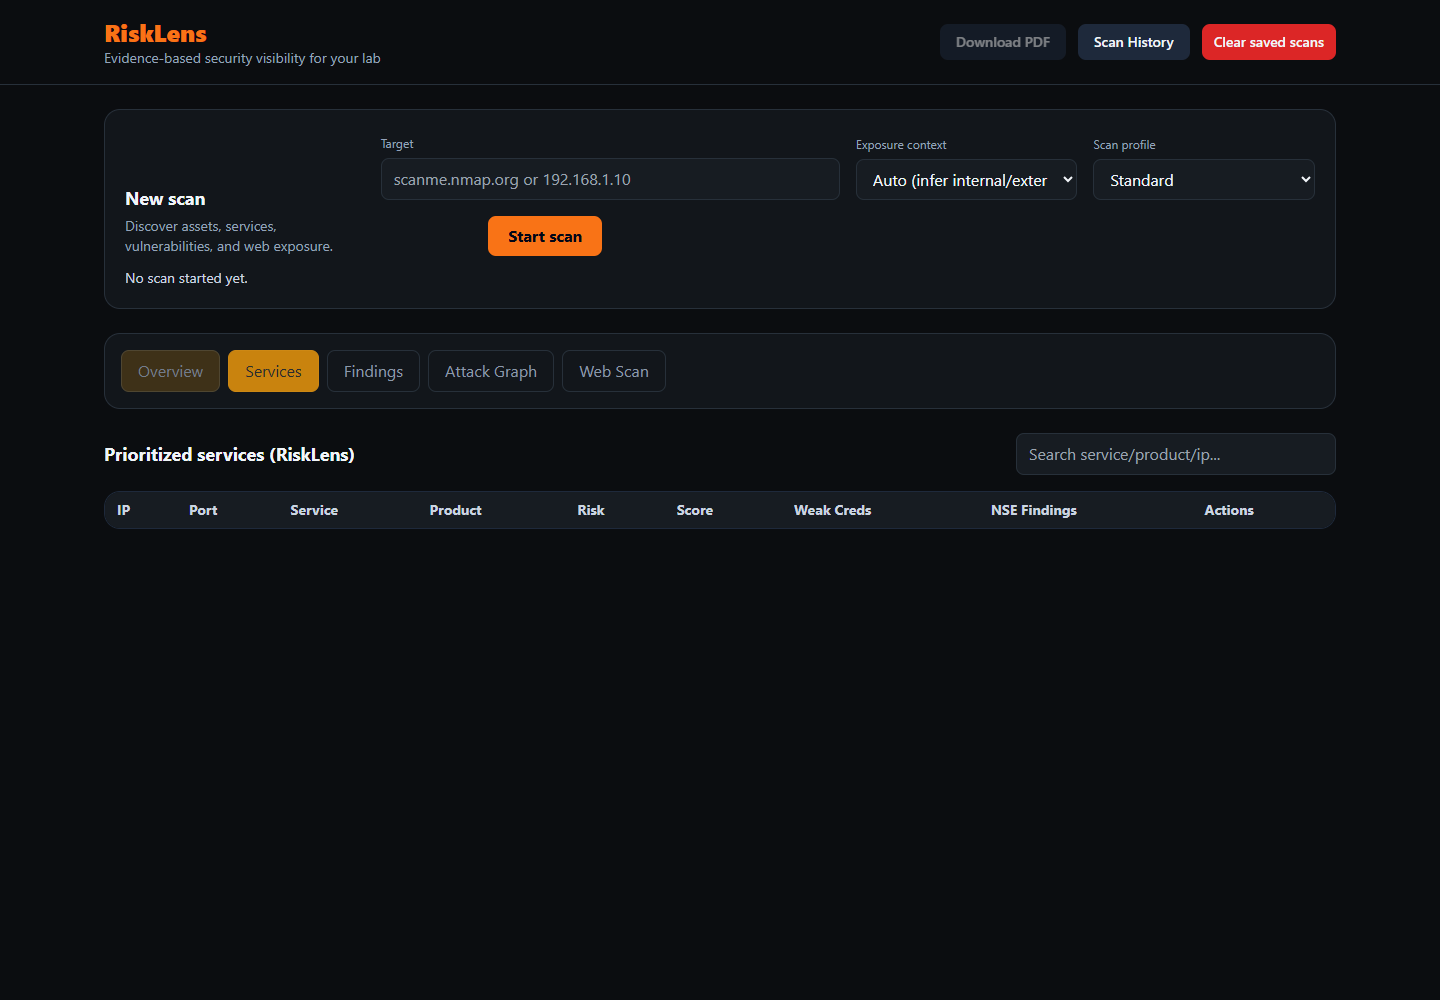 RiskLens
Evidence-based security visibility for your lab
Download PDF
Scan History
Clear saved scans
New scan
Discover assets, services,
vulnerabilities, and web exposure.
No scan started yet.
Target
scanme.nmap.org or 192.168.1.10
Exposure context
Auto (infer internal/exter
Scan profile
Standard
Start scan
Overview
Services
Findings
Attack Graph
Web Scan
Prioritized services (RiskLens)
Search service/product/ip...
IP Port Service Product Risk Score Weak Creds NSE Findings Actions